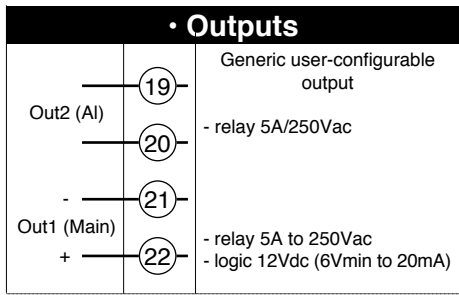 • Outputs
Generic user-configurable
output
19
Out2 (Al)
- relay 5A/250Vac
20
-
21
Out1 (Main)
- relay 5A to 250Vac
+
22
- logic 12Vdc (6Vmin to 20mA)